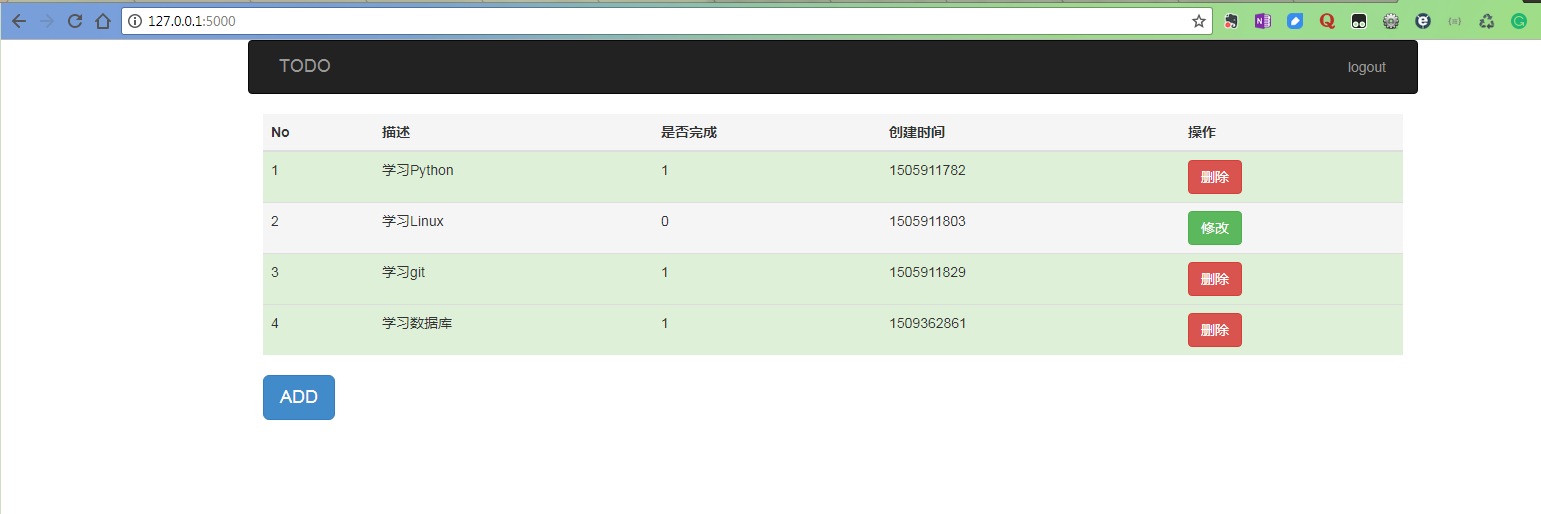 127.0.0.1:5000
TODO logout
No 描述 是否完成 创建时间 操作
1 学习Python 1 1505911782 删除
2 学习Linux 0 1505911803 修改
3 学习git 1 1505911829 删除
4 学习数据库 1 1509362861 删除
ADD